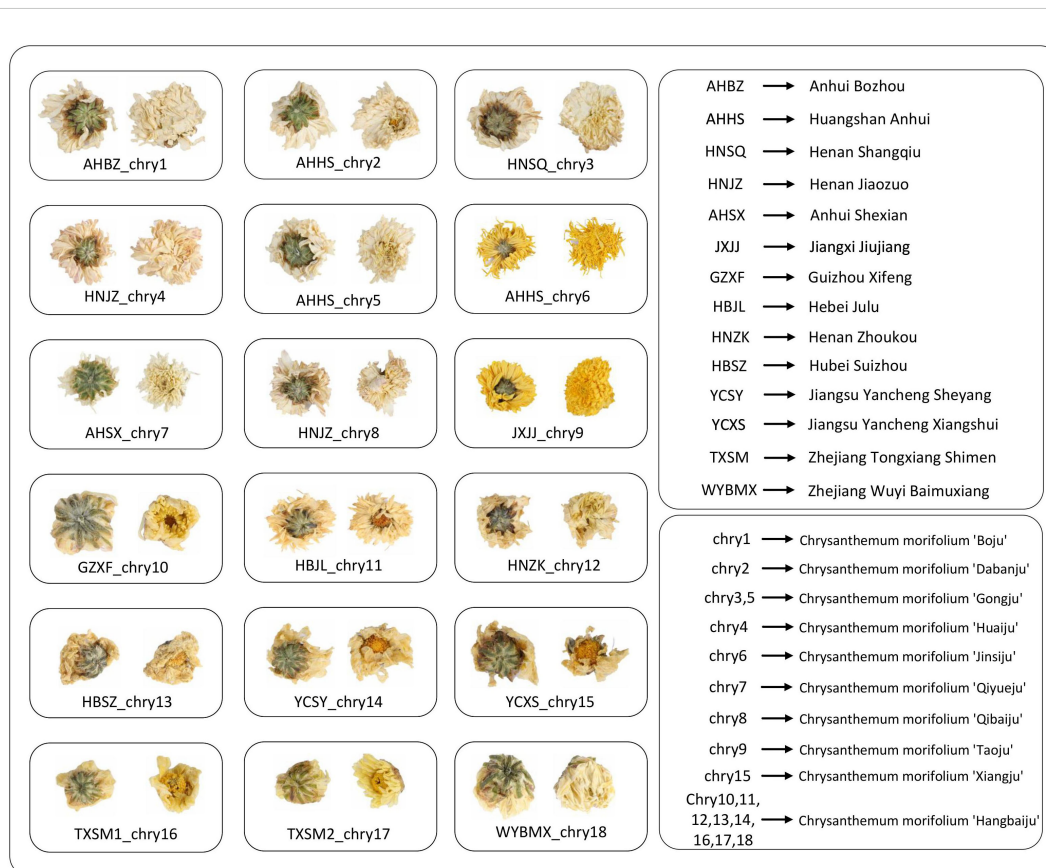 AHBZ_chry1
AHHS_chry2
HNSQ_chry3
HNJZ_chry4
AHHS_chry5
AHHS_chry6
AHSX_chry7
HNJZ_chry8
JXJJ_chry9
GZXF_chry10
HBJL_chry11
HNZK_chry12
HBSZ_chry13
YCSY_chry14
YCXS_chry15
TXSM1_chry16
TXSM2_chry17
WYBMX_chry18
AHBZ → Anhui Bozhou
AHHS → Huangshan Anhui
HNSQ → Henan Shangqiu
HNJZ → Henan Jiaozuo
AHSX → Anhui Shexian
JXJJ → Jiangxi Jiujiang
GZXF → Guizhou Xifeng
HBJL → Hebei Julu
HNZK → Henan Zhoukou
HBSZ → Hubei Suizhou
YCSY → Jiangsu Yancheng Sheyang
YCXS → Jiangsu Yancheng Xiangshui
TXSM → Zhejiang Tongxiang Shimen
WYBMX → Zhejiang Wuyi Baimuxiang
chry1 → Chrysanthemum morifolium 'Boju'
chry2 → Chrysanthemum morifolium 'Dabanju'
chry3,5 → Chrysanthemum morifolium 'Gongju'
chry4 → Chrysanthemum morifolium 'Huaiju'
chry6 → Chrysanthemum morifolium 'Jinsiju'
chry7 → Chrysanthemum morifolium 'Qiyueju'
chry8 → Chrysanthemum morifolium 'Qibaiju'
chry9 → Chrysanthemum morifolium 'Taoju'
chry15 → Chrysanthemum morifolium 'Xiangju'
Chry10,11,
12,13,14, → Chrysanthemum morifolium 'Hangbaiju'
16,17,18